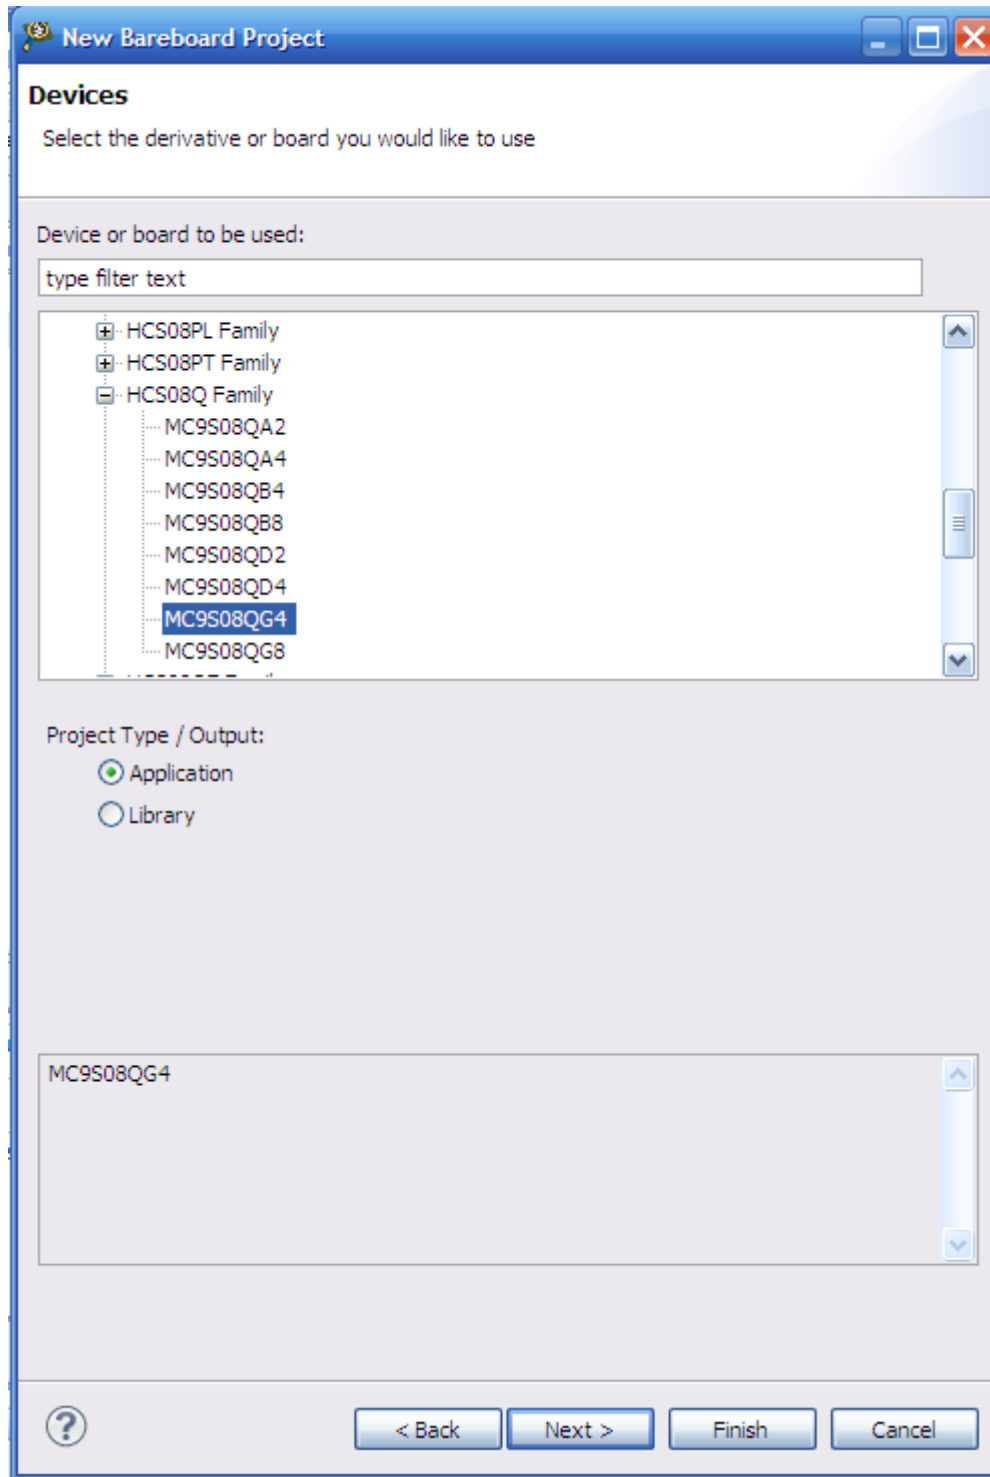 New Bareboard Project
Devices
Select the derivative or board you would like to use
Device or board to be used:
type filter text
HCS08PL Family
HCS08PT Family
HCS08Q Family
MC9S08QA2
MC9S08QA4
MC9S08QB4
MC9S08QB8
MC9S08QD2
MC9S08QD4
MC9S08QG4
MC9S08QG8
Project Type / Output:
Application
Library
MC9S08QG4
? < Back Next > Finish Cancel